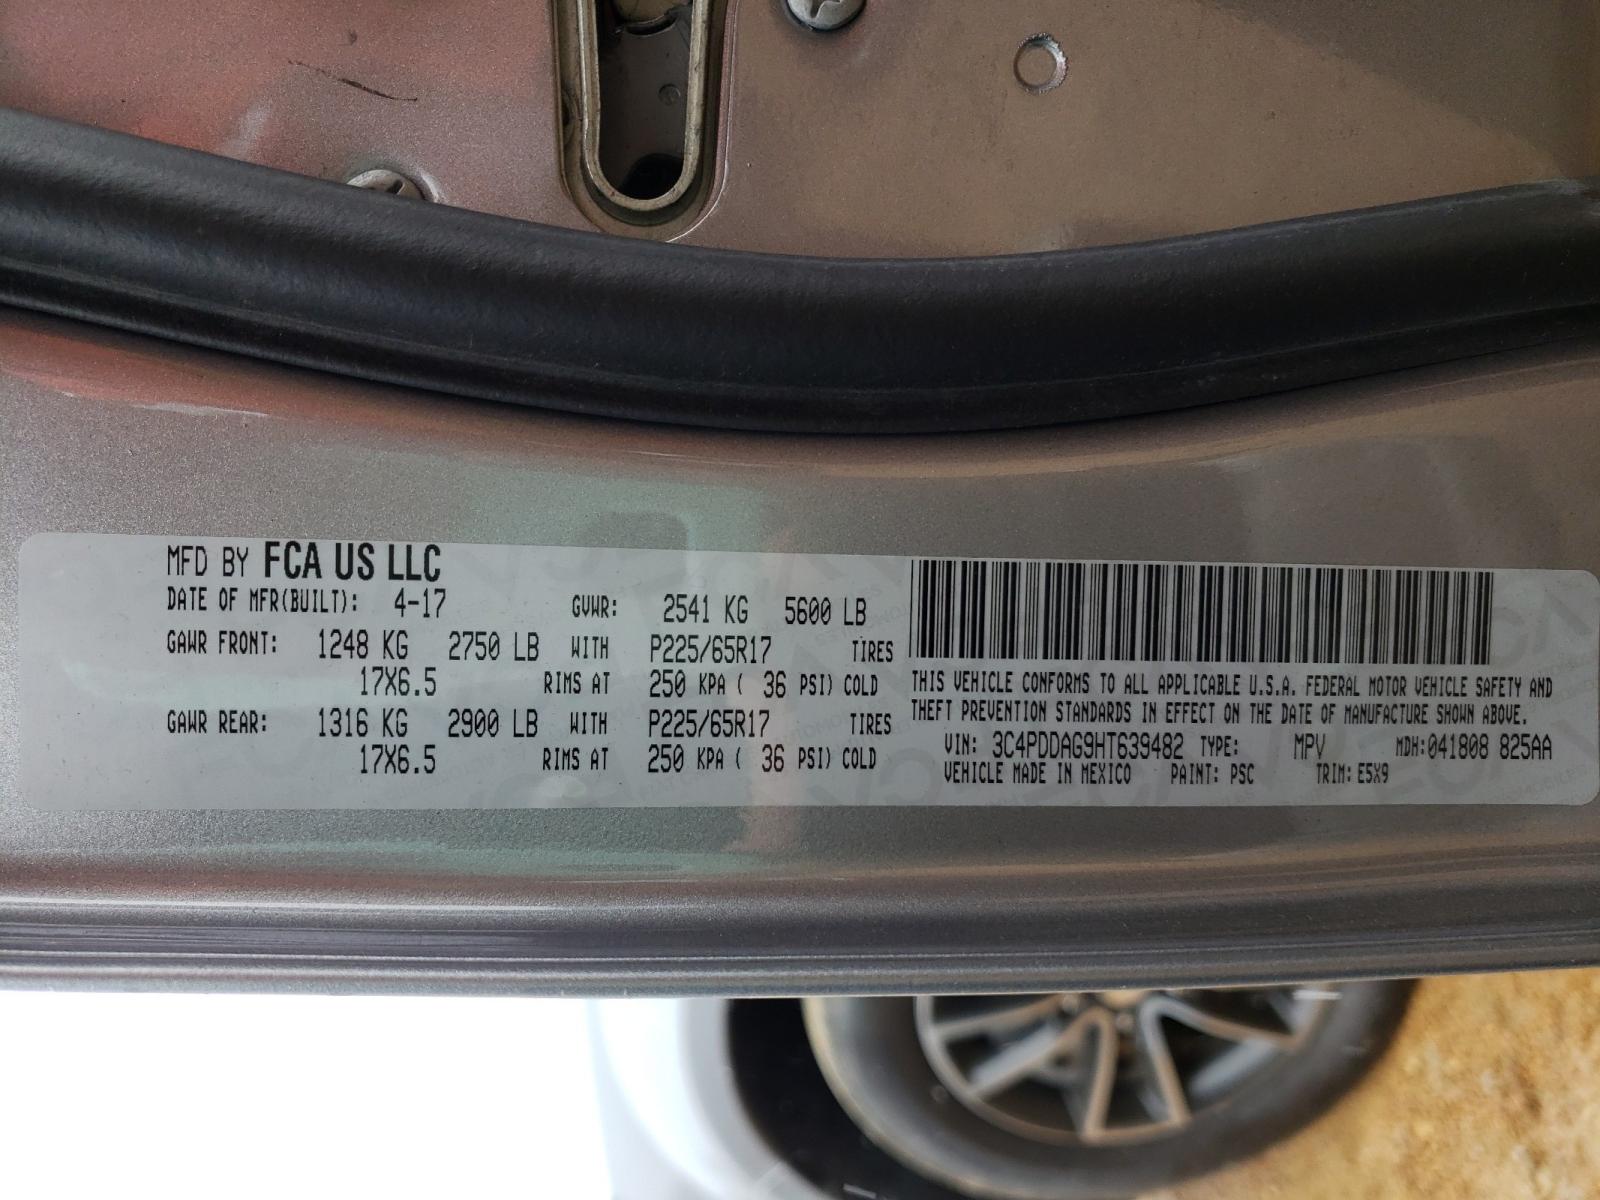 MFD BY FCA US LLC
DATE OF MFR(BUILT): 4-17 GVWR: 2541 KG 5600 LB
GAWR FRONT: 1248 KG 2750 LB WITH P225/65R17 TIRES
17X6.5 RIMS AT 250 KPA ( 36 PSI) COLD
GAWR REAR: 1316 KG 2900 LB WITH P225/65R17 TIRES
17X6.5 RIMS AT 250 KPA ( 36 PSI) COLD
THIS VEHICLE CONFORMS TO ALL APPLICABLE U.S.A. FEDERAL MOTOR VEHICLE SAFETY AND
THEFT PREVENTION STANDARDS IN EFFECT ON THE DATE OF MANUFACTURE SHOWN ABOVE.
VIN: 3C4PDDAG9HT639482 TYPE: MPV MDH:041808 825AA
VEHICLE MADE IN MEXICO PAINT: PSC TRIM: E5X9